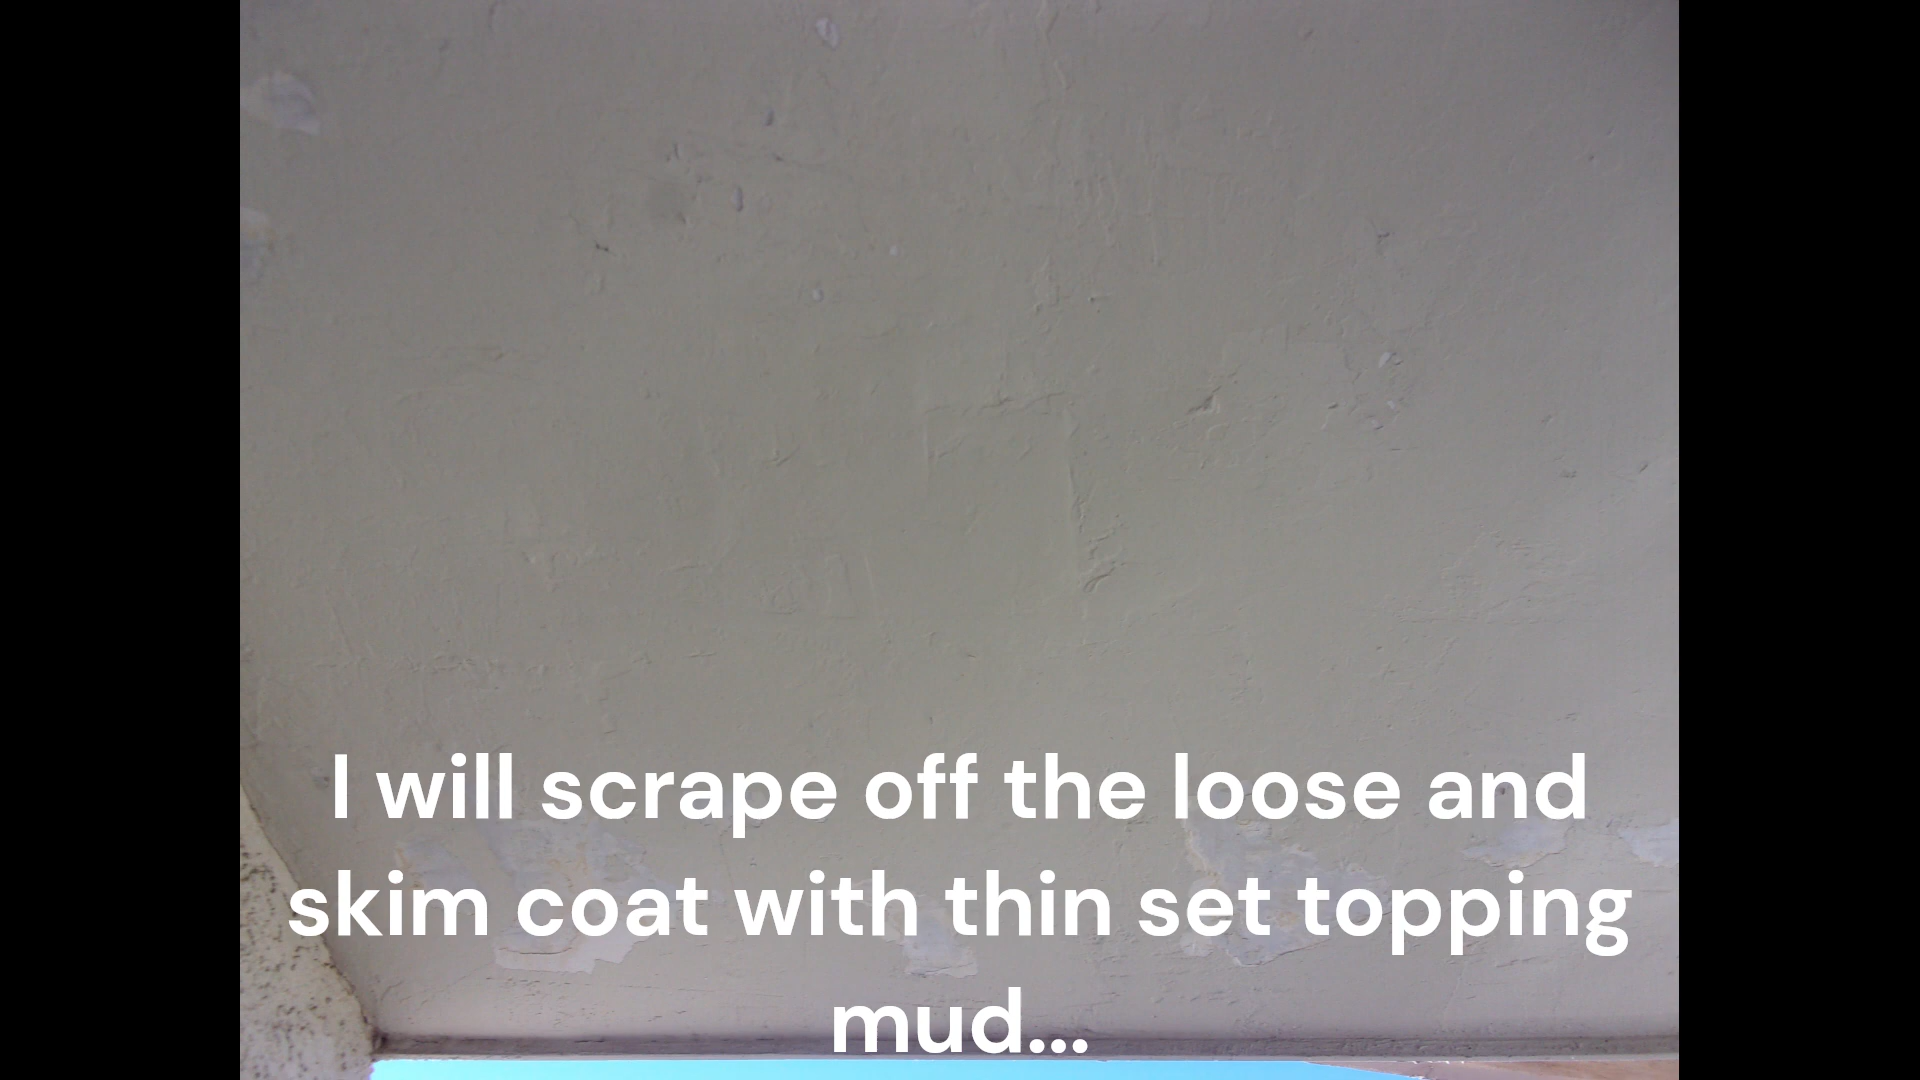 I will scrape off the loose and
skim coat with thin set topping
mud...